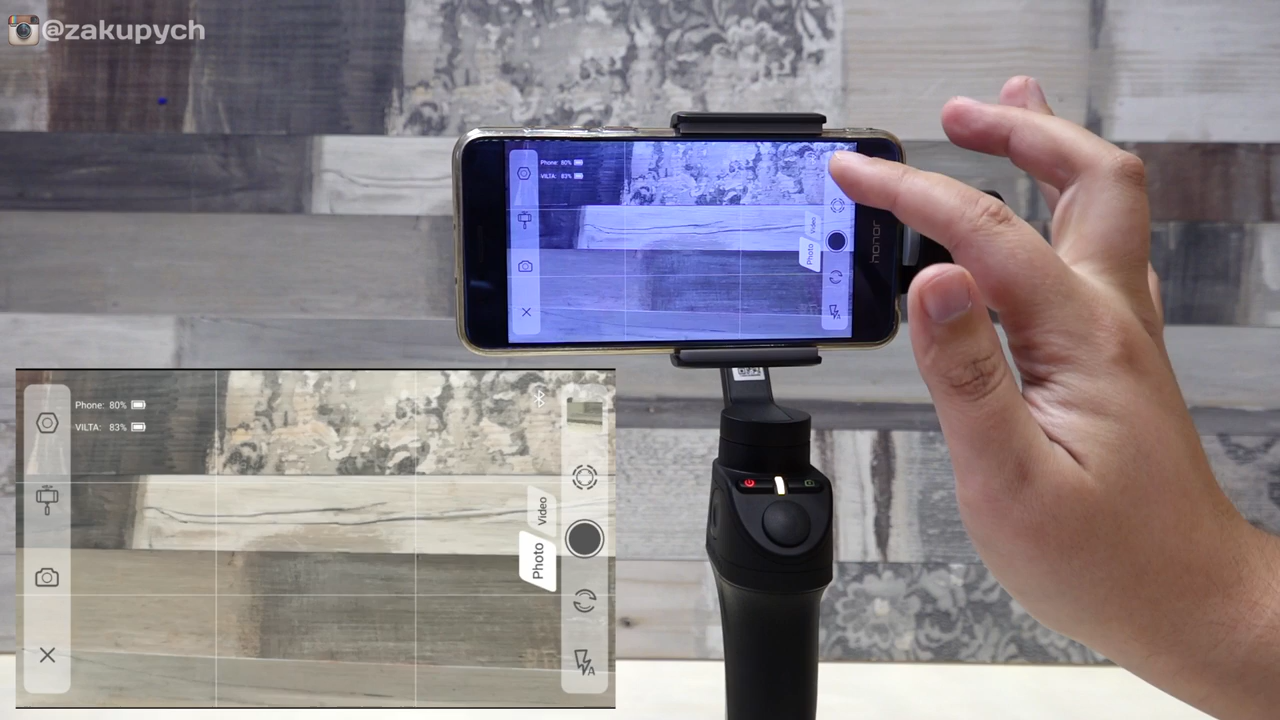 @zakupych
Phone: 80%
VILTA: 83%
Video
Photo
honor
Phone: 80%
VILTA: 83%
Video
Photo
A